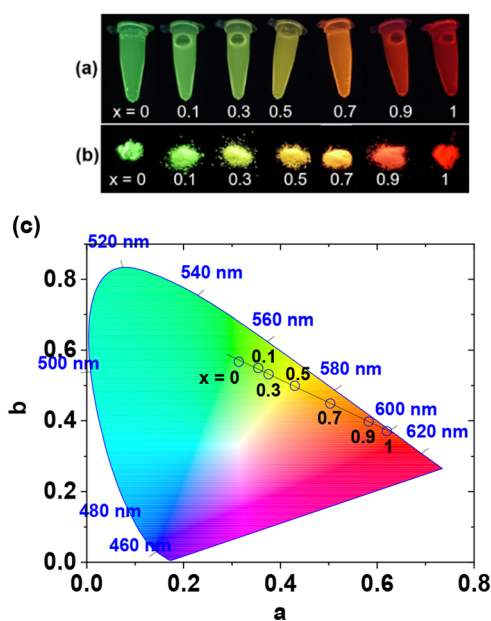 (a)
x = 0 0.1 0.3 0.5 0.7 0.9 1
(b)
x = 0 0.1 0.3 0.5 0.7 0.9 1
(c)
520 nm
540 nm
560 nm
580 nm
600 nm
620 nm
500 nm
480 nm
460 nm
x = 0
0.1
0.3
0.5
0.7
0.9
1
0.8
0.6
0.4
0.2
0.0
b
0.0 0.2 0.4 0.6 0.8
a